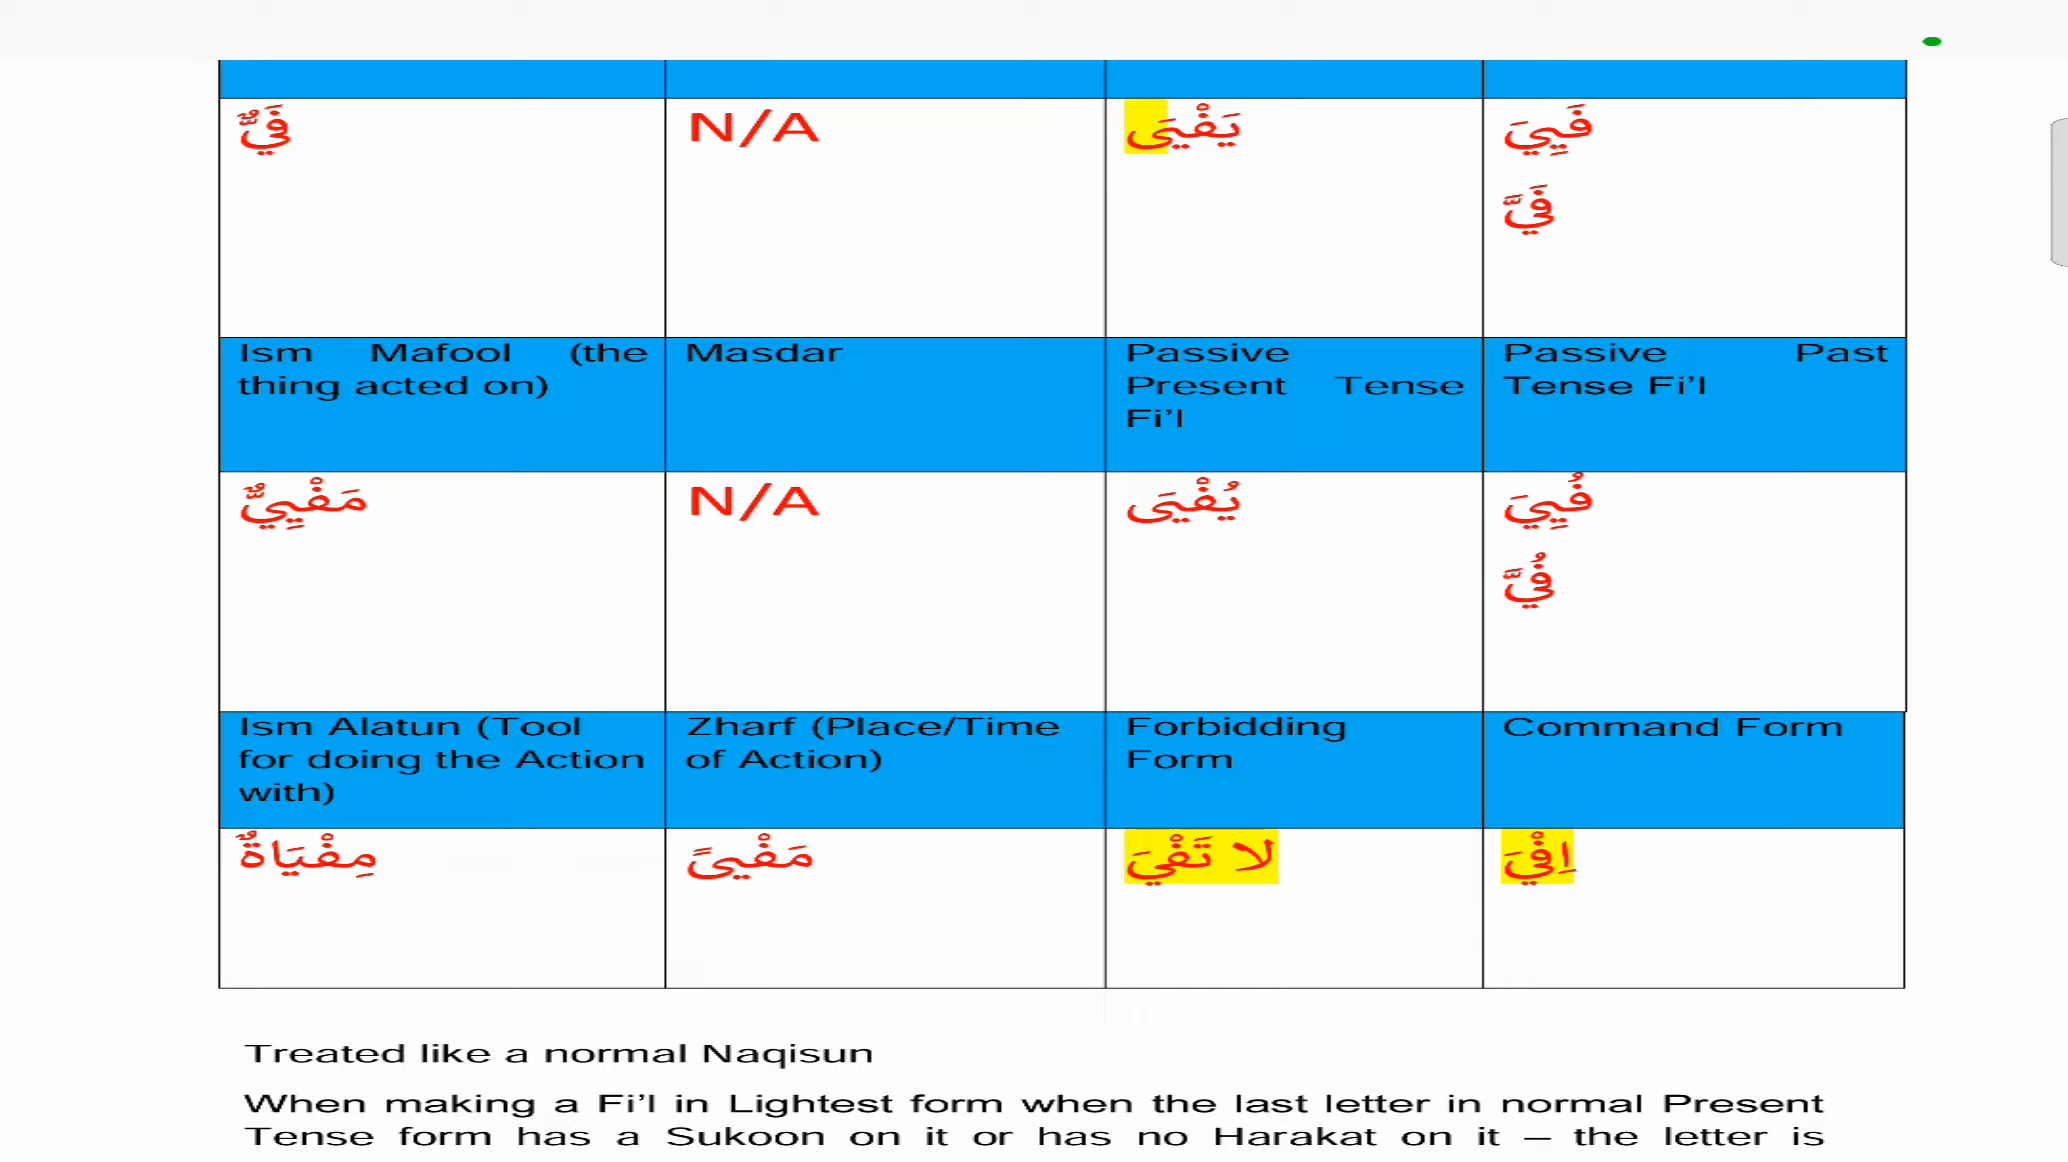 فَيٌّ N/A يَفْيَى فَيِيَ
فَيَّ
Ism Mafool (the Masdar Passive Passive Past
thing acted on) Present Tense Tense Fi’l
Fi’l
مَفْيِيٌّ N/A يُفْيَى فُيِيَ
فُيَّ
Ism Alatun (Tool Zharf (Place/Time Forbidding Command Form
for doing the Action of Action) Form
with)
مِفْيَاةٌ مَفْيىً لا تَفْيَ اِفْيَ
Treated like a normal Naqisun
When making a Fi’l in Lightest form when the last letter in normal Present
Tense form has a Sukoon on it or has no Harakat on it – the letter is